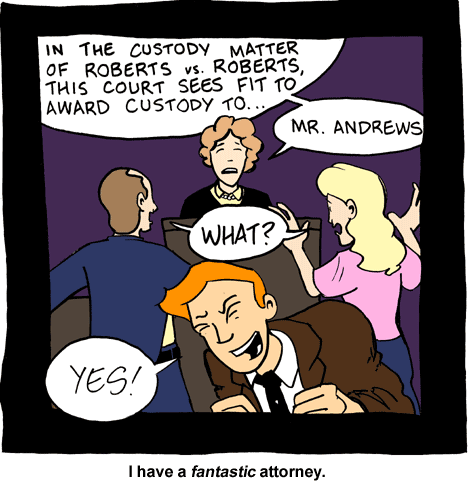 IN THE CUSTODY MATTER
OF ROBERTS vs. ROBERTS,
THIS COURT SEES FIT TO
AWARD CUSTODY TO...
MR. ANDREWS
WHAT?
YES!
I have a fantastic attorney.